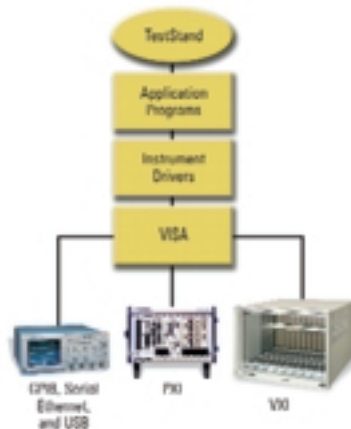 TestStand
Application
Programs
Instrument
Drivers
VISA
GPIB, Serial
Ethernet,
and USB
PXI
VXI